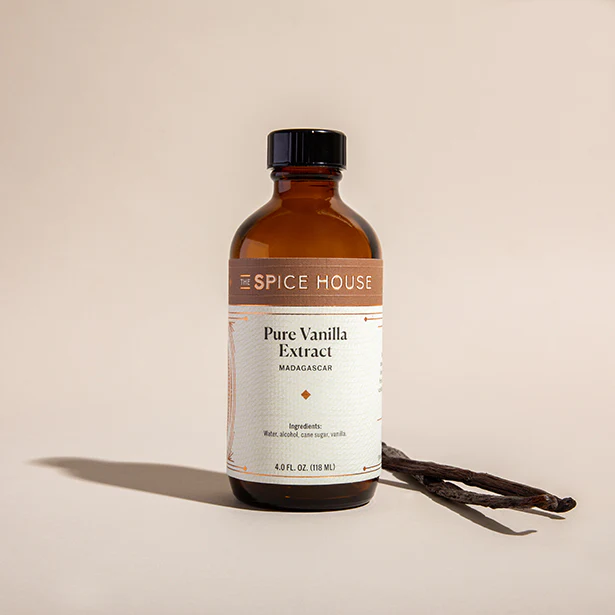 THE SPICE HOUSE
Pure Vanilla
Extract
MADAGASCAR
Ingredients:
Water, alcohol, cane sugar, vanilla.
4.0 FL. OZ. (118 ML)